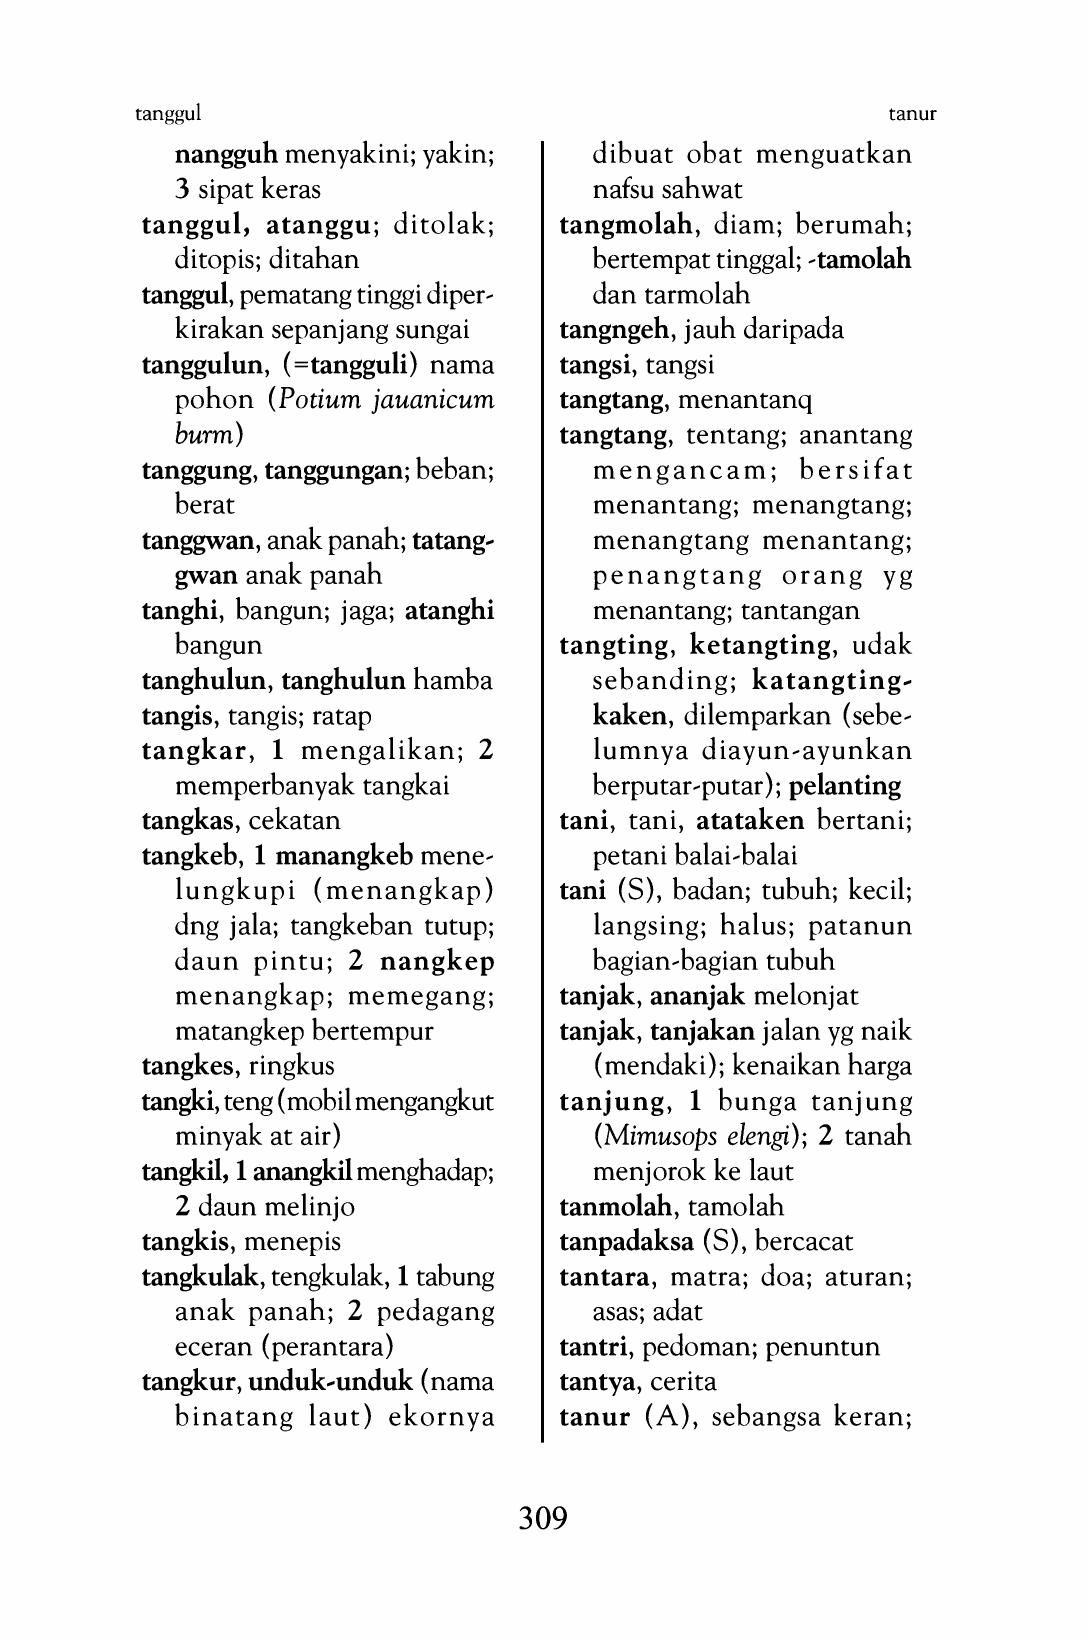 tanggul
tanur
nangguh menyakini; yakin;
3 sipat keras
tanggul, atanggu; ditolak;
ditopis; ditahan
tanggul, pematang tinggi diper-
kirakan sepanjang sungai
tanggulun, (=tangguli) nama
pohon (Potium jauanicum
burm)
tanggung, tanggungan; beban;
berat
tanggwan, anak panah; tatang-
gwan anak panah
tanghi, bangun; jaga; atanghi
bangun
tanghulun, tanghulun hamba
tangis, tangis; ratap
tangkar, 1 mengalikan; 2
memperbanyak tangkai
tangkas, cekatan
tangkeb, 1 manangkeb mene-
lungkupi (menangkap)
dng jala; tangkeban tutup;
daun pintu; 2 nangkep
menangkap; memegang;
matangkep bertempur
tangkes, ringkus
tangki, teng (mobil mengangkut
minyak at air)
tangkil, 1 anangkil menghadap;
2 daun melinjo
tangkis, menepis
tangkulak, tengkulak, 1 tabung
anak panah; 2 pedagang
eceran (perantara)
tangkur, unduk-unduk (nama
binatang laut) ekornya
dibuat obat menguatkan
nafsu sahwat
tangmolah, diam; berumah;
bertempat tinggal; -tamolah
dan tarmolah
tangngeh, jauh daripada
tangsi, tangsi
tangtang, menantanq
tangtang, tentang; anantang
mengancam; bersifat
menantang; menangtang;
menangtang menantang;
penangtang orang yg
menantang; tantangan
tangting, ketangting, udak
sebanding; katangting-
kaken, dilemparkan (sebe-
lumnya diayun-ayunkan
berputar-putar); pelanting
tani, tani, atataken bertani;
petani balai-balai
tani (S), badan; tubuh; kecil;
langsing; halus; patanun
bagian-bagian tubuh
tanjak, ananjak melonjat
tanjak, tanjakan jalan yg naik
(mendaki); kenaikan harga
tanjung, 1 bunga tanjung
(Mimusops elengi); 2 tanah
menjorok ke laut
tanmolah, tamolah
tanpadaksa (S), bercacat
tantara, matra; doa; aturan;
asas; adat
tantri, pedoman; penuntun
tantya, cerita
tanur (A), sebangsa keran;
309